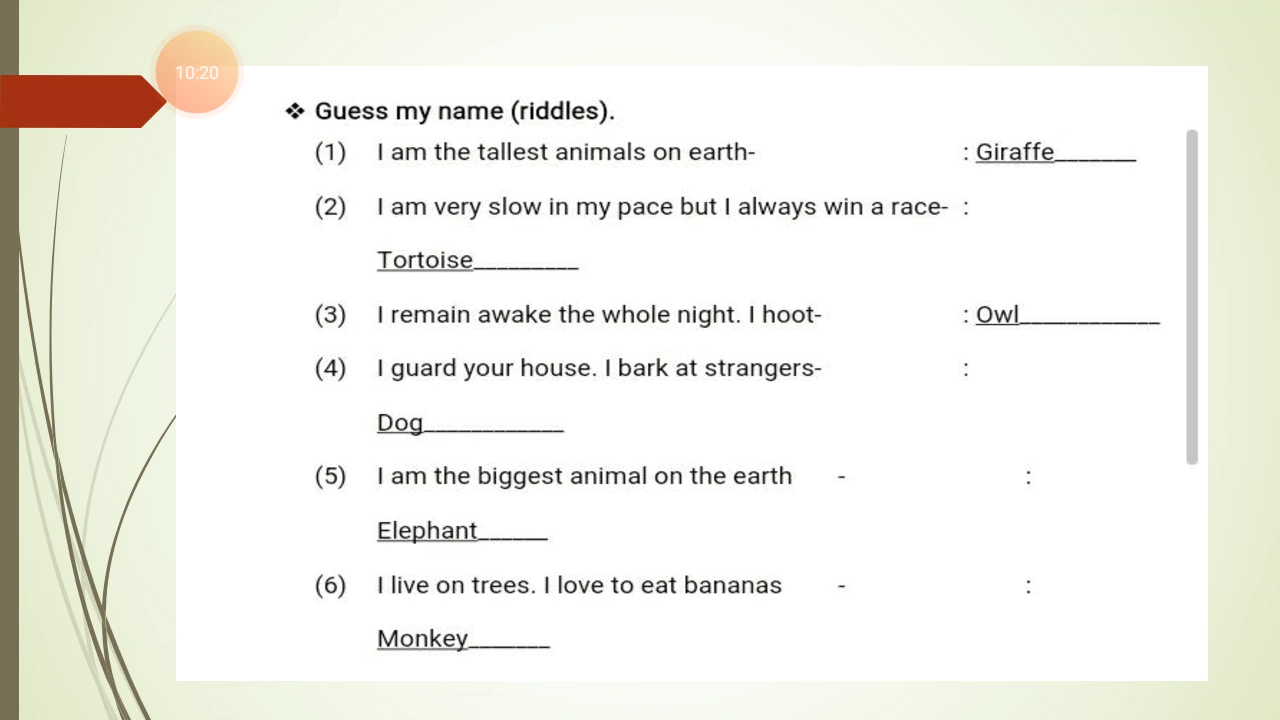 10:20
❖ Guess my name (riddles).
(1) I am the tallest animals on earth- : Giraffe_______
(2) I am very slow in my pace but I always win a race- :
Tortoise_________
(3) I remain awake the whole night. I hoot- : Owl____________
(4) I guard your house. I bark at strangers- :
Dog____________
(5) I am the biggest animal on the earth - :
Elephant______
(6) I live on trees. I love to eat bananas - :
Monkey_______